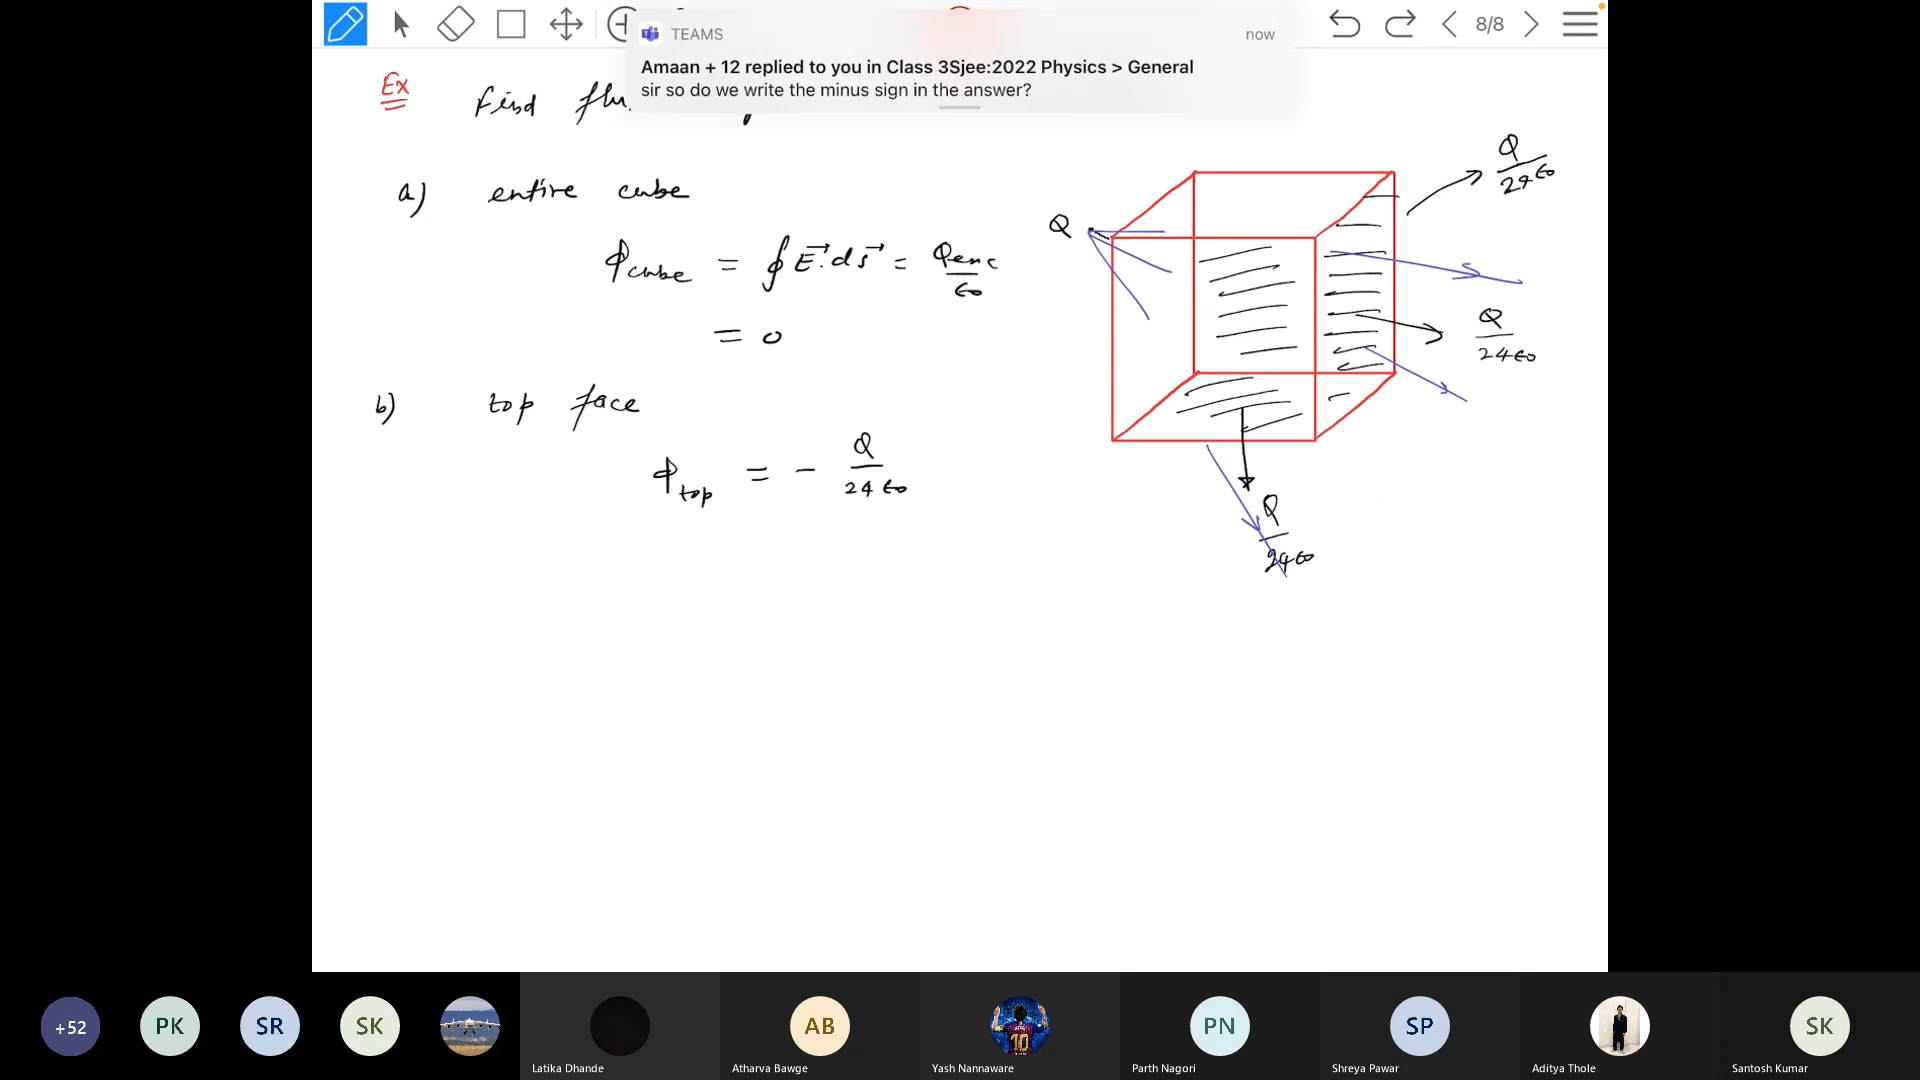 8/8
TEAMS
now
Amaan + 12 replied to you in Class 3Sjee:2022 Physics > General
sir so do we write the minus sign in the answer?
Ex
Find
a) entire cube
ϕcube = ∮ E⃗.ds⃗ = Qenc/ε0
= 0
b) top face
ϕtop = - Q/24ε0
Q
Q/24ε0
Q/24ε0
Q/24ε0
+52
PK
SR
SK
AB
PN
SP
SK
Latika Dhande
Atharva Bawge
Yash Nannaware
Parth Nagori
Shreya Pawar
Aditya Thole
Santosh Kumar